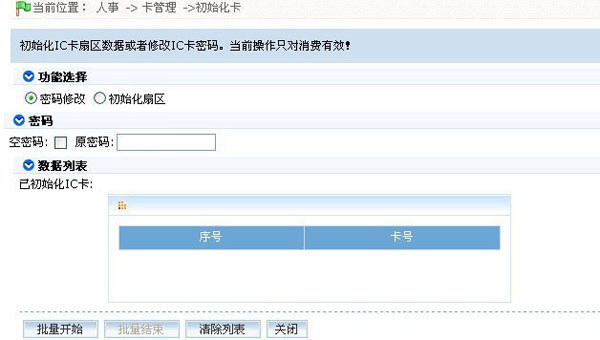 当前位置： 人事 -> 卡管理 ->初始化卡
初始化IC卡扇区数据或者修改IC卡密码。当前操作只对消费有效！
功能选择
密码修改 初始化扇区
密码
空密码： 原密码：
数据列表
已初始化IC卡：
序号 卡号
批量开始 批量结束 清除列表 关闭